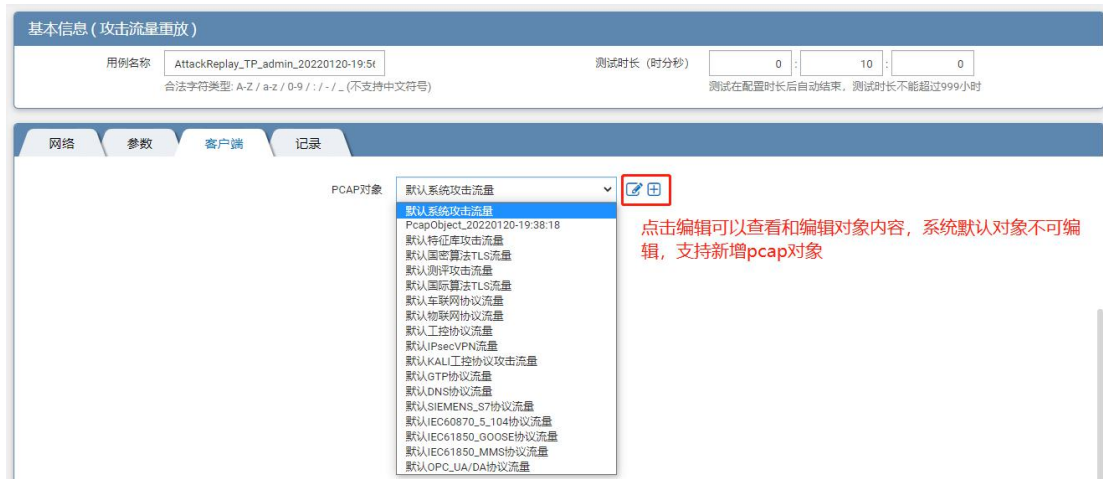 基本信息 ( 攻击流量重放 )
用例名称 AttackReplay_TP_admin_20220120-19:56 测试时长（时分秒） 0 : 10 : 0
合法字符类型: A-Z / a-z / 0-9 / : / - / _ (不支持中文符号) 测试在配置时长后自动结束，测试时长不能超过999小时
网络 参数 客户端 记录
PCAP对象 默认系统攻击流量
默认系统攻击流量
PcapObject_20220120-19:38:18
默认特征库攻击流量
默认国密算法TLS流量
默认测评攻击流量
默认国际算法TLS流量
默认车联网协议流量
默认物联网协议流量
默认工控协议流量
默认IPsecVPN流量
默认KALI工控协议攻击流量
默认GTP协议流量
默认DNS协议流量
默认SIEMENS_S7协议流量
默认IEC60870_5_104协议流量
默认IEC61850_GOOSE协议流量
默认IEC61850_MMS协议流量
默认OPC_UA/DA协议流量
点击编辑可以查看和编辑对象内容，系统默认对象不可编
辑，支持新增pcap对象